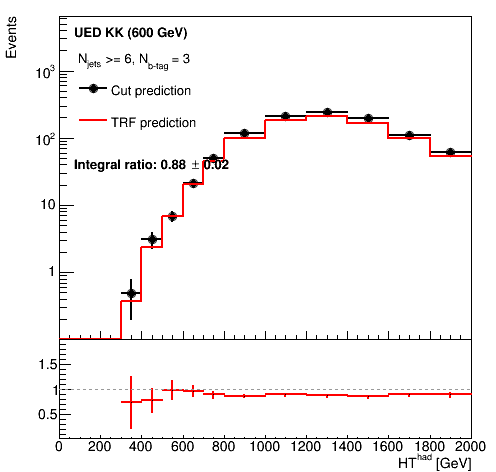 Events
UED KK (600 GeV)
N_jets >= 6, N_b-tag = 3
Cut prediction
TRF prediction
Integral ratio: 0.88 ± 0.02
10³
10²
10
1
1.5
1
0.5
0 200 400 600 800 1000 1200 1400 1600 1800 2000
HT^had [GeV]